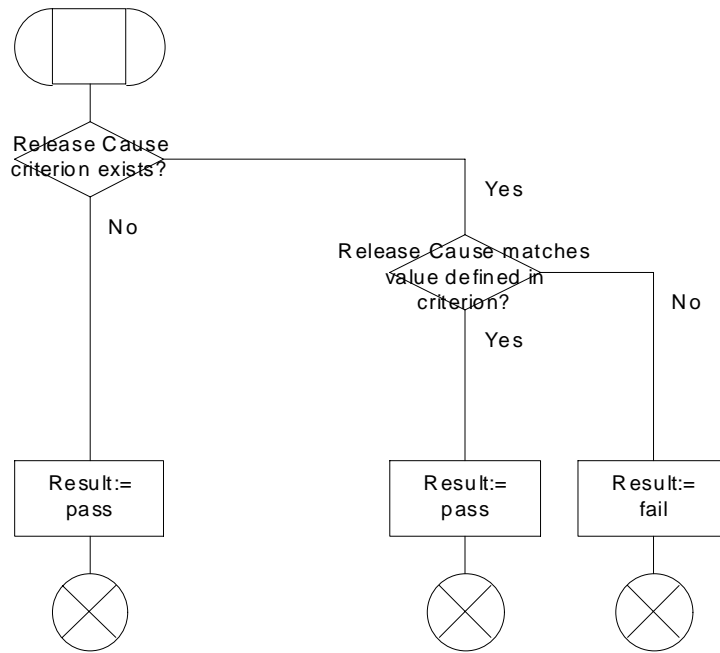 Release Cause
criterion exists?
Yes
No
Release Cause matches
value defined in
criterion?
No
Yes
Result:=
pass
Result:=
pass
Result:=
fail